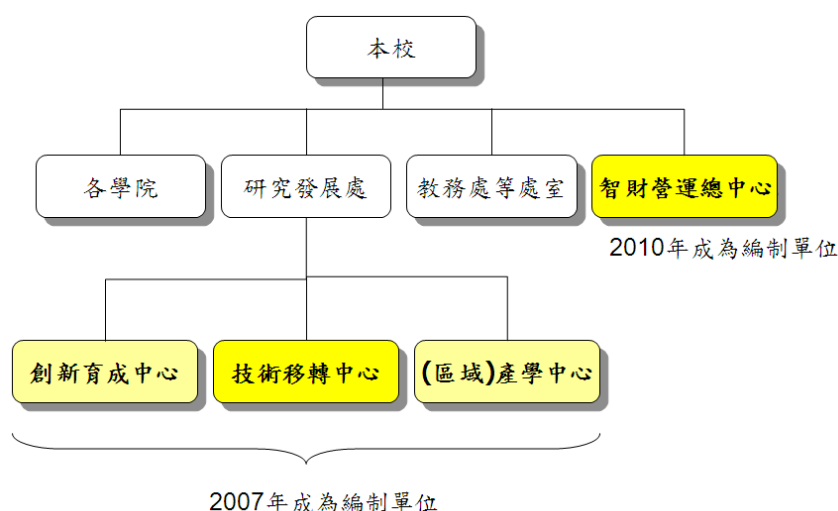 本校
各學院
研究發展處
教務處等處室
智財營運總中心
2010年成為編制單位
創新育成中心
技術移轉中心
(區域)產學中心
2007年成為編制單位